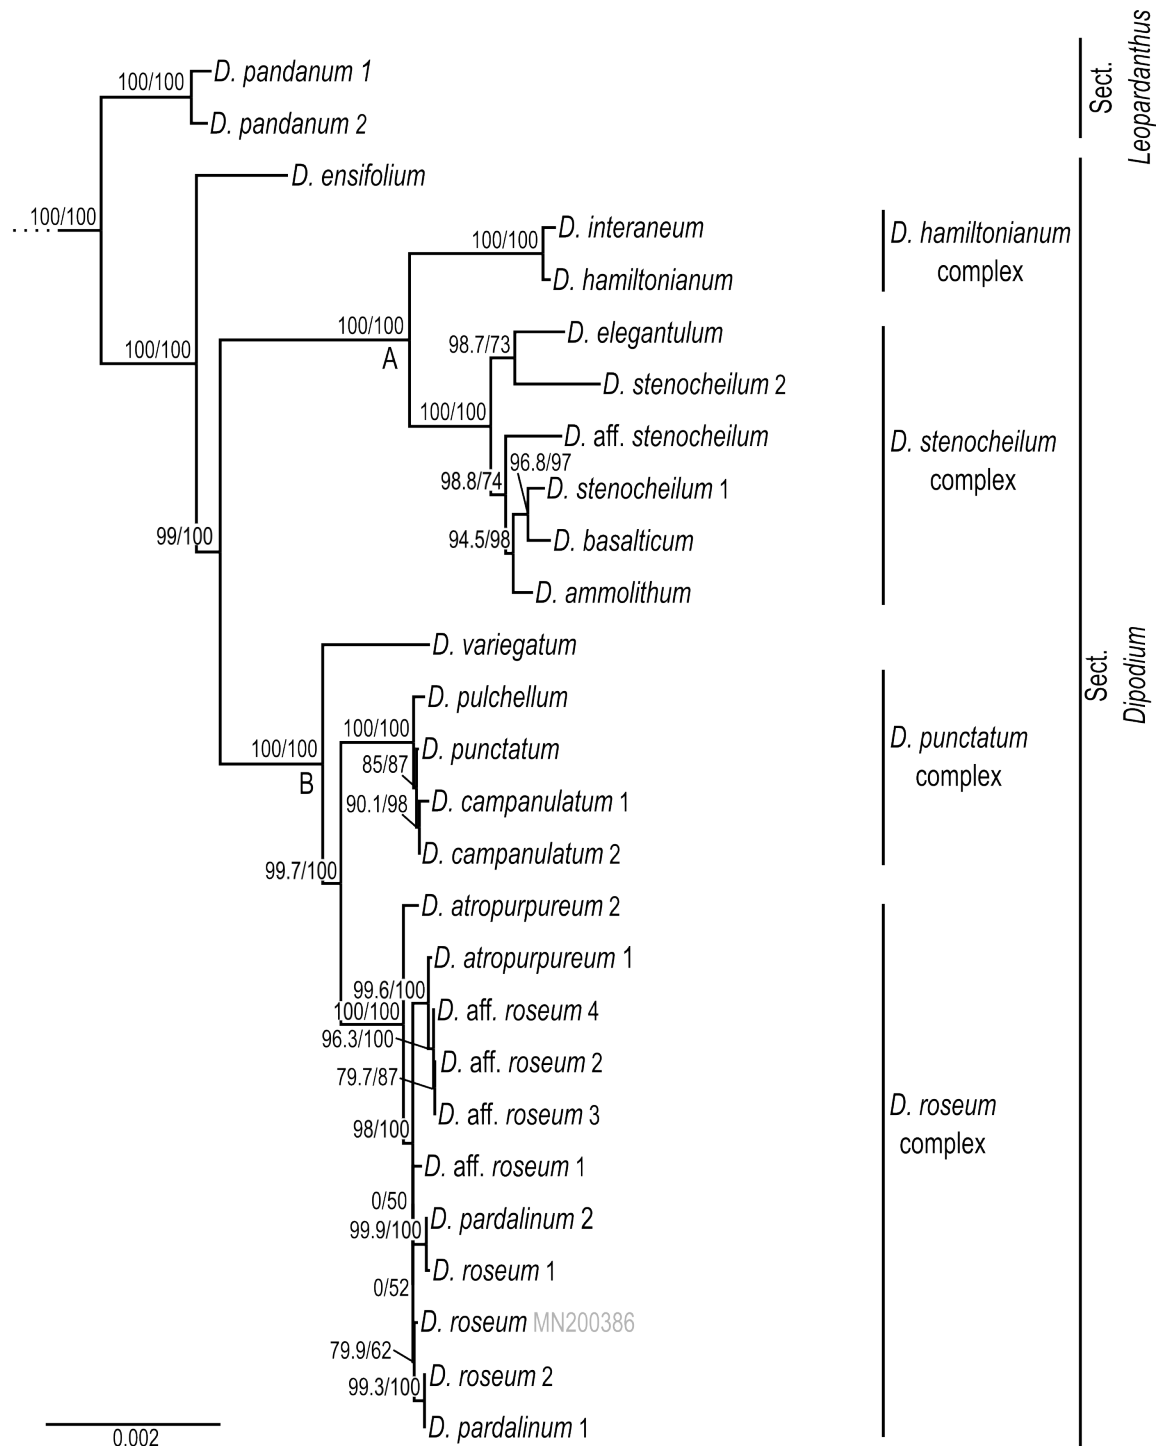 Sect.
Leopardanthus
100/100
D. pandanum 1
D. pandanum 2
D. ensifolium
100/100
D. interaneum
100/100
D. hamiltonianum
D. hamiltonianum
complex
100/100
A
D. elegantulum
98.7/73
100/100
D. stenocheilum 2
D. aff. stenocheilum
D. stenocheilum
complex
96.8/97
98.8/74
D. stenocheilum 1
94.5/98
D. basalticum
D. ammolithum
100/100
99/100
D. variegatum
Sect.
Dipodium
D. pulchellum
100/100
D. punctatum
D. punctatum
complex
100/100
B
85/87
90.1/98
D. campanulatum 1
D. campanulatum 2
99.7/100
D. atropurpureum 2
D. atropurpureum 1
99.6/100
100/100
D. aff. roseum 4
96.3/100
D. aff. roseum 2
79.7/87
D. aff. roseum 3
D. roseum
complex
98/100
D. aff. roseum 1
0/50
D. pardalinum 2
99.9/100
D. roseum 1
0/52
D. roseum MN200386
79.9/62
D. roseum 2
99.3/100
D. pardalinum 1
0.002